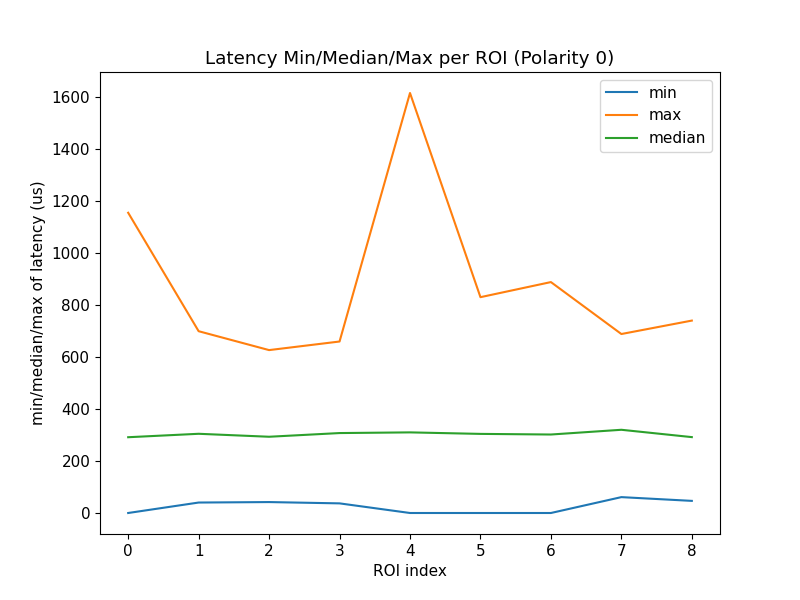 Latency Min/Median/Max per ROI (Polarity 0)
min
max
median
min/median/max of latency (us)
1600
1400
1200
1000
800
600
400
200
0
0 1 2 3 4 5 6 7 8
ROI index